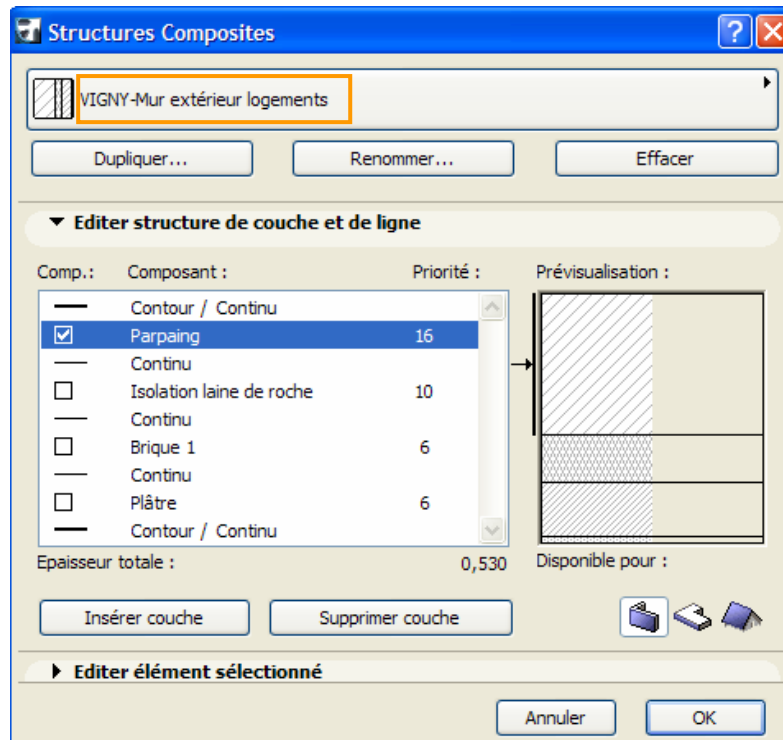 Structures Composites
VIGNY-Mur extérieur logements
Dupliquer... Renommer... Effacer
Editer structure de couche et de ligne
Comp.: Composant : Priorité : Prévisualisation :
Contour / Continu
Parpaing 16
Continu
Isolation laine de roche 10
Continu
Brique 1 6
Continu
Plâtre 6
Contour / Continu
Epaisseur totale : 0,530 Disponible pour :
Insérer couche Supprimer couche
Editer élément sélectionné
Annuler OK